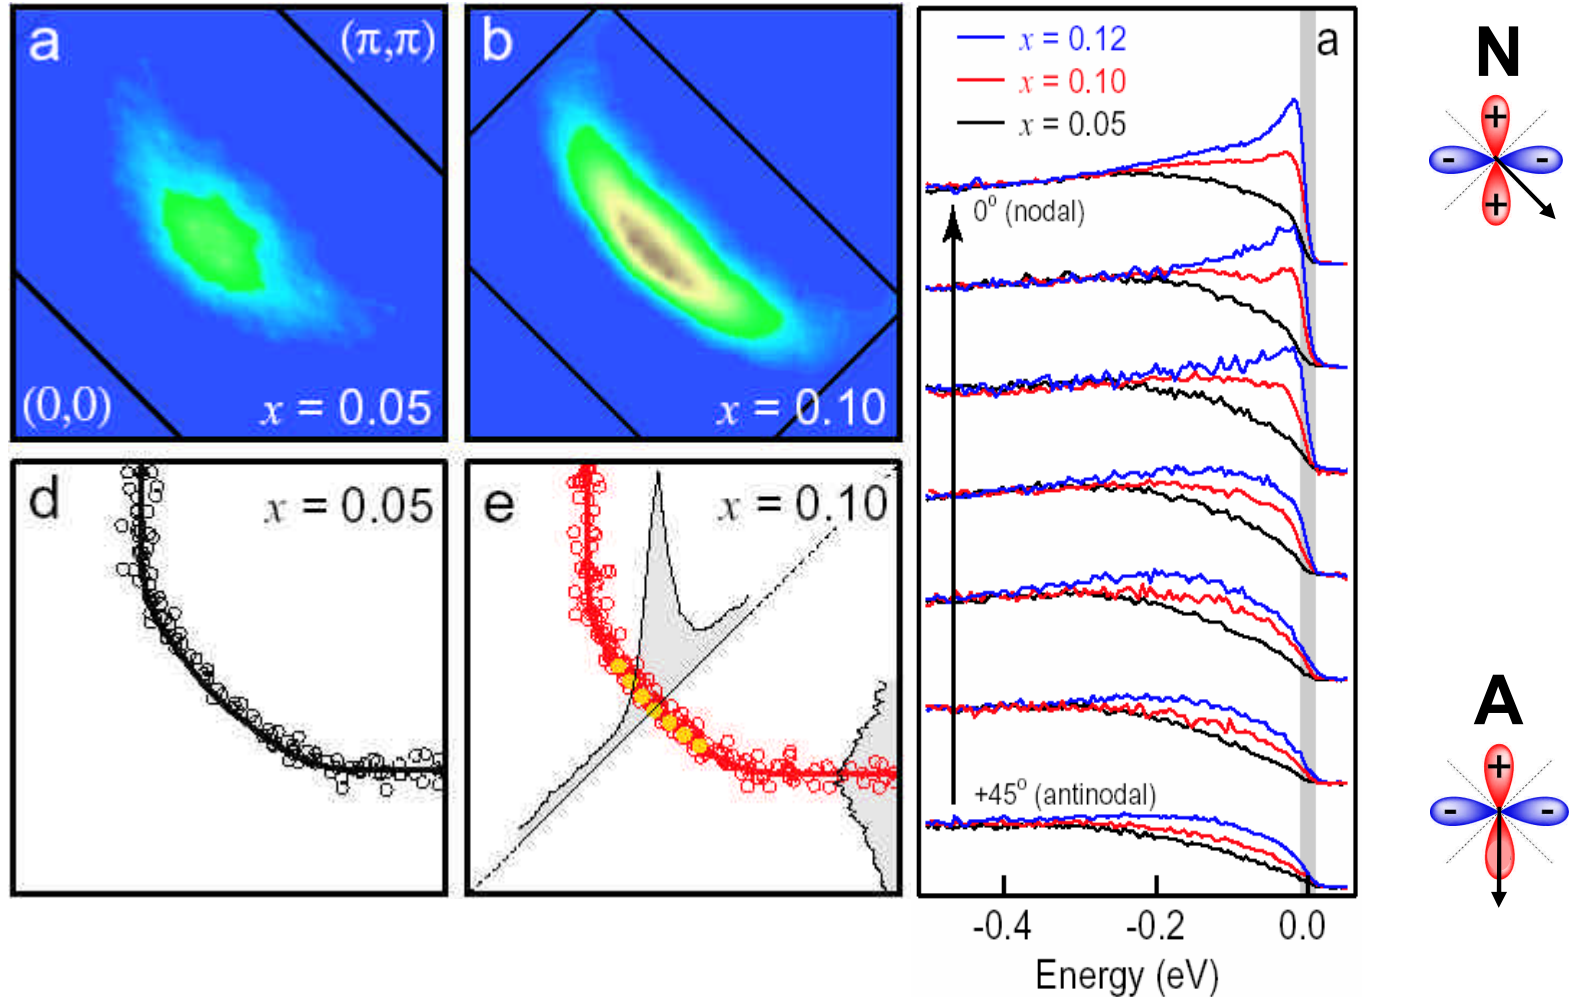 a
(π,π)
(0,0)
x = 0.05
b
x = 0.10
d
x = 0.05
e
x = 0.10
a
x = 0.12
x = 0.10
x = 0.05
0° (nodal)
+45° (antinodal)
-0.4
-0.2
0.0
Energy (eV)
N
+
- -
+
A
+
- -